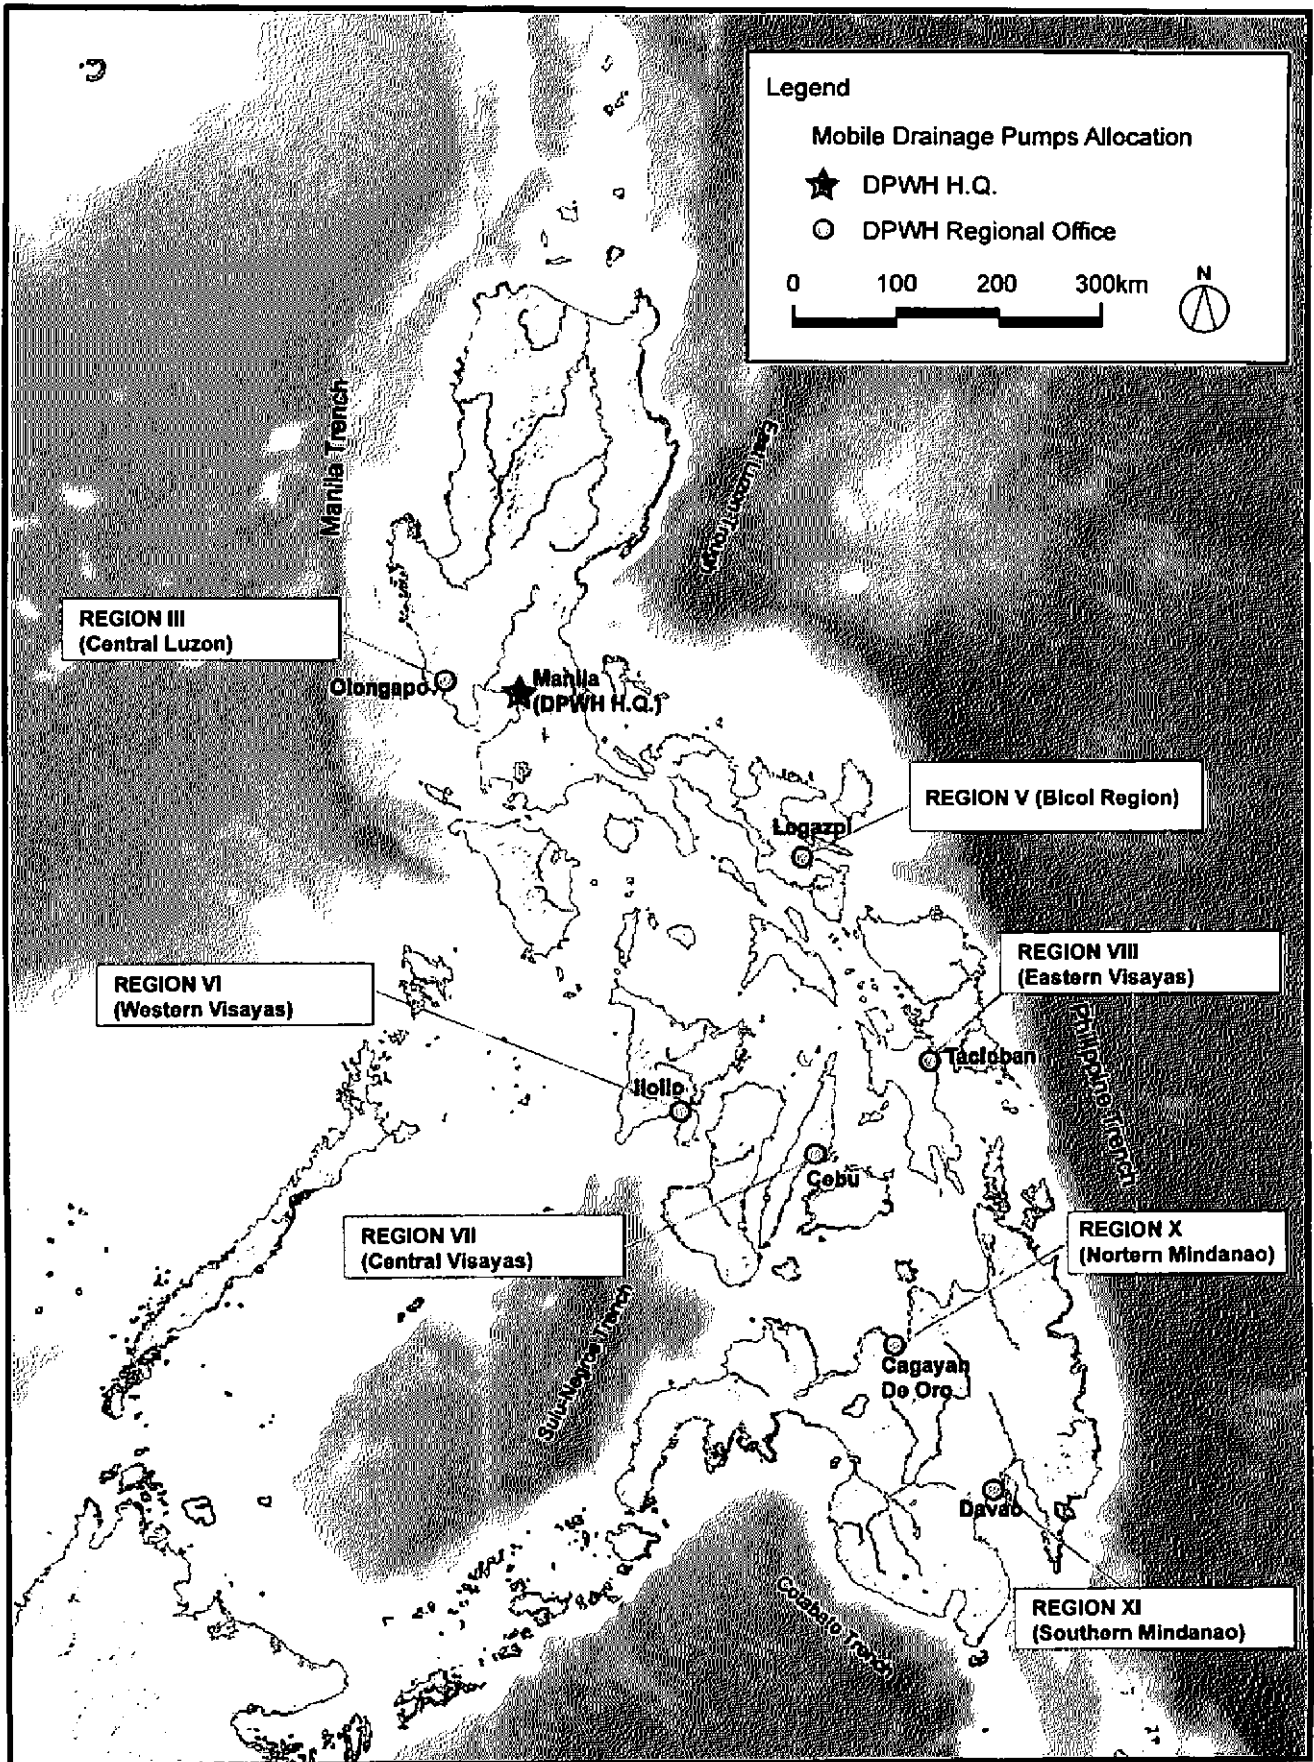 Legend
Mobile Drainage Pumps Allocation
DPWH H.Q.
DPWH Regional Office
0 100 200 300km
N
Manila Trench
East Luzon Trough
REGION III
(Central Luzon)
Olongapo
Manila
(DPWH H.Q.)
REGION V (Bicol Region)
Legazpi
REGION VIII
(Eastern Visayas)
REGION VI
(Western Visayas)
Philippine Trench
Tacloban
Iloilo
Cebu
REGION VII
(Central Visayas)
REGION X
(Nortern Mindanao)
Sulu-Negros Trench
Cagayan
De Oro
Davao
Cotabato Trench
REGION XI
(Southern Mindanao)